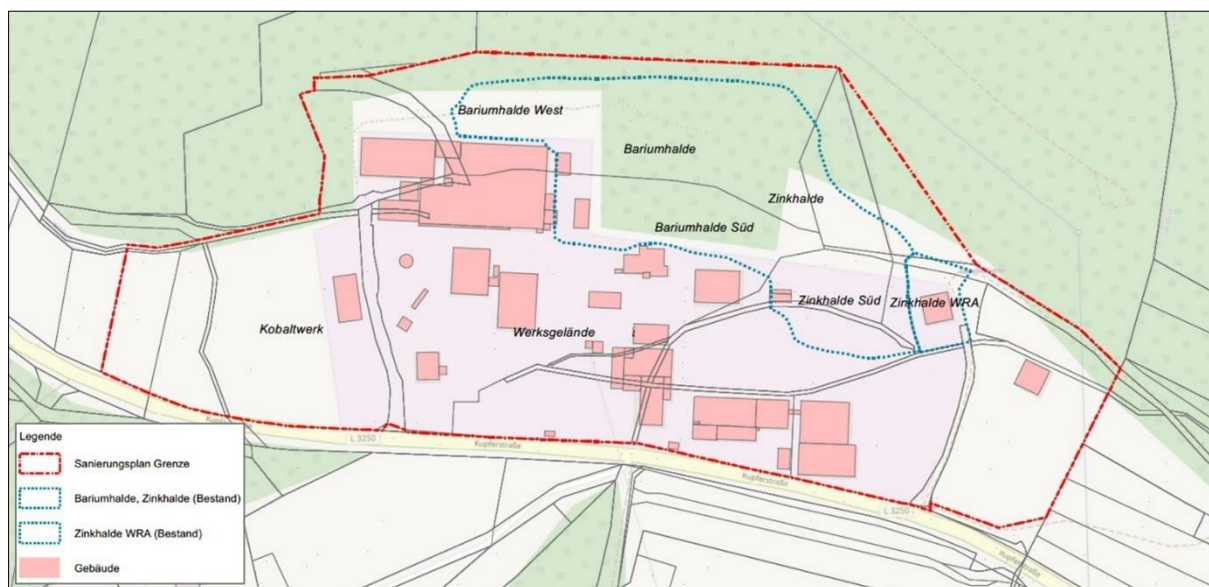 Bariumhalde West
Bariumhalde
Zinkhalde
Bariumhalde Süd
Zinkhalde Süd
Zinkhalde WRA
Kobaltwerk
Werksgelände
L 3250
Kupferstraße
Kupferstraße
L 3250
Kupferstraße
Legende
Sanierungsplan Grenze
Bariumhalde, Zinkhalde (Bestand)
Zinkhalde WRA (Bestand)
Gebäude